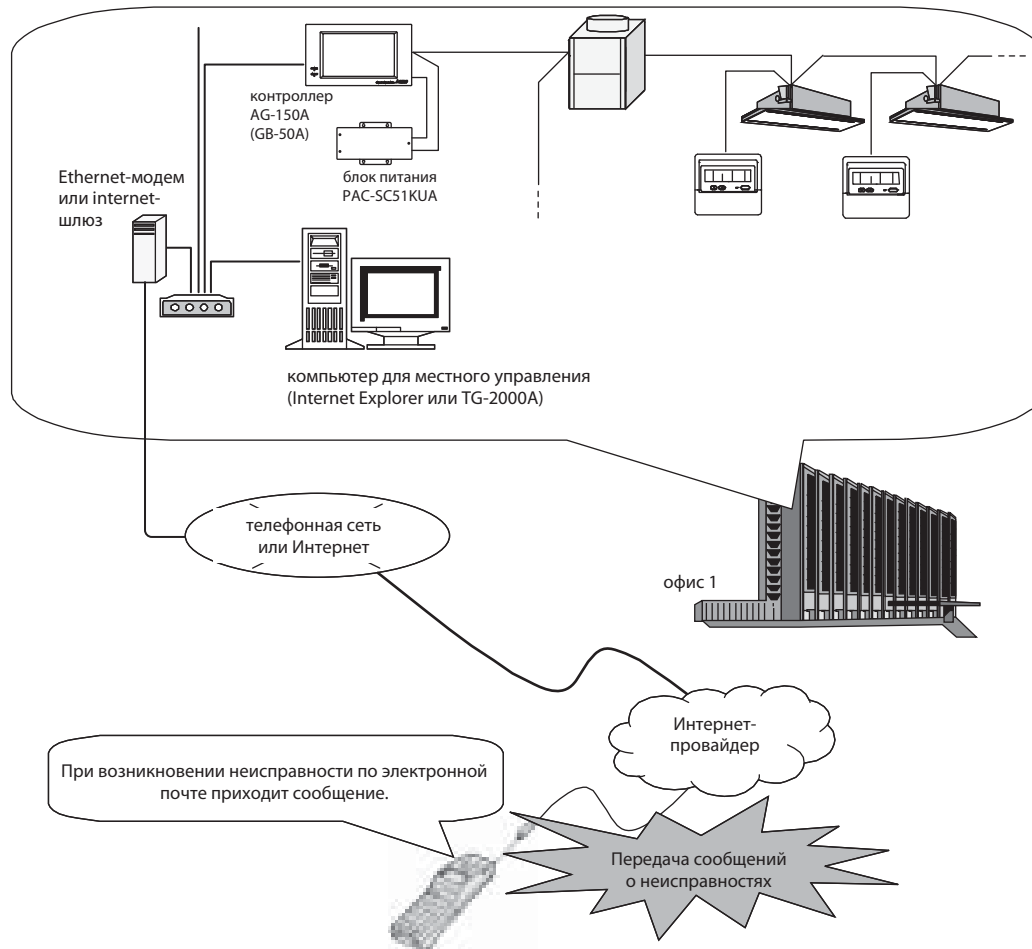 контроллер
AG-150A
(GB-50A)
блок питания
PAC-SC51KUA
Ethernet-модем
или internet-
шлюз
компьютер для местного управления
(Internet Explorer или TG-2000A)
телефонная сеть
или Интернет
офис 1
Интернет-
провайдер
При возникновении неисправности по электронной
почте приходит сообщение.
Передача сообщений
о неисправностях